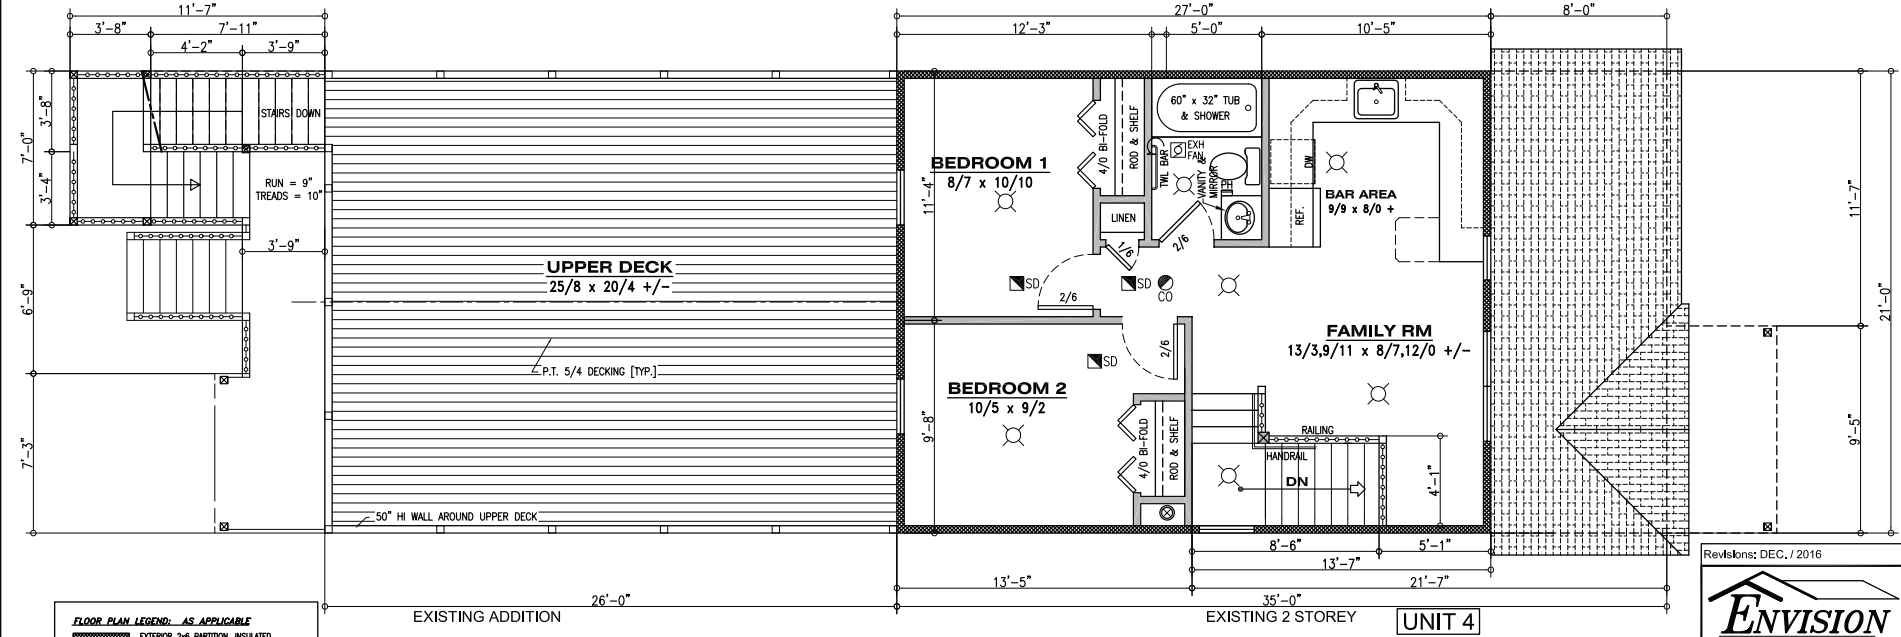 11'-7"
27'-0"
8'-0"
3'-8"
7'-11"
12'-3"
5'-0"
10'-5"
4'-2"
3'-9"
STAIRS DOWN
3'-8"
7'-0"
3'-4"
RUN = 9"
TREADS = 10"
3'-9"
6'-9"
7'-3"
UPPER DECK
25/8 x 20/4 +/-
P.T. 5/4 DECKING [TYP.]
50" HI WALL AROUND UPPER DECK
BEDROOM 1
8/7 x 10/10
11'-4"
4/0 BI-FOLD
ROD & SHELF
LINEN
60" x 32" TUB
& SHOWER
EXH
FAN
TWL BAR
VANITY &
MIRROR
PH
1/6
2/6
DW
REF.
BAR AREA
9/9 x 8/0 +
SD
SD
CO
2/6
FAMILY RM
13/3,9/11 x 8/7,12/0 +/-
2/6
SD
BEDROOM 2
10/5 x 9/2
9'-8"
4/0 BI-FOLD
ROD & SHELF
RAILING
HANDRAIL
DN
4'-1"
11'-7"
21'-0"
9'-5"
8'-6"
5'-1"
13'-7"
13'-5"
21'-7"
26'-0"
35'-0"
EXISTING ADDITION
EXISTING 2 STOREY
UNIT 4
Revisions: DEC. / 2016
ENVISION
FLOOR PLAN LEGEND: AS APPLICABLE
EXTERIOR 2x6 PARTITION, INSULATED